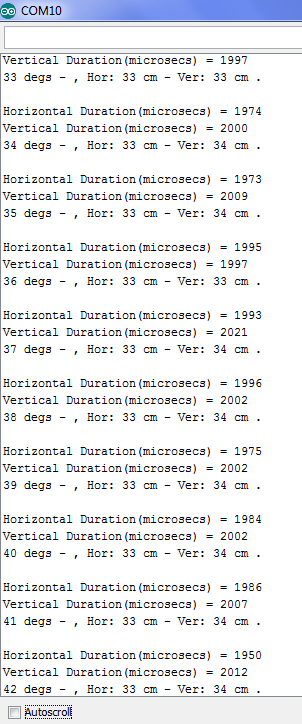 COM10
Vertical Duration(microsecs) = 1997
33 degs - , Hor: 33 cm - Ver: 33 cm .
Horizontal Duration(microsecs) = 1974
Vertical Duration(microsecs) = 2000
34 degs - , Hor: 33 cm - Ver: 34 cm .
Horizontal Duration(microsecs) = 1973
Vertical Duration(microsecs) = 2009
35 degs - , Hor: 33 cm - Ver: 34 cm .
Horizontal Duration(microsecs) = 1995
Vertical Duration(microsecs) = 1997
36 degs - , Hor: 33 cm - Ver: 33 cm .
Horizontal Duration(microsecs) = 1993
Vertical Duration(microsecs) = 2021
37 degs - , Hor: 33 cm - Ver: 34 cm .
Horizontal Duration(microsecs) = 1996
Vertical Duration(microsecs) = 2002
38 degs - , Hor: 33 cm - Ver: 34 cm .
Horizontal Duration(microsecs) = 1975
Vertical Duration(microsecs) = 2002
39 degs - , Hor: 33 cm - Ver: 34 cm .
Horizontal Duration(microsecs) = 1984
Vertical Duration(microsecs) = 2002
40 degs - , Hor: 33 cm - Ver: 34 cm .
Horizontal Duration(microsecs) = 1986
Vertical Duration(microsecs) = 2007
41 degs - , Hor: 33 cm - Ver: 34 cm .
Horizontal Duration(microsecs) = 1950
Vertical Duration(microsecs) = 2012
42 degs - , Hor: 33 cm - Ver: 34 cm .
Autoscroll